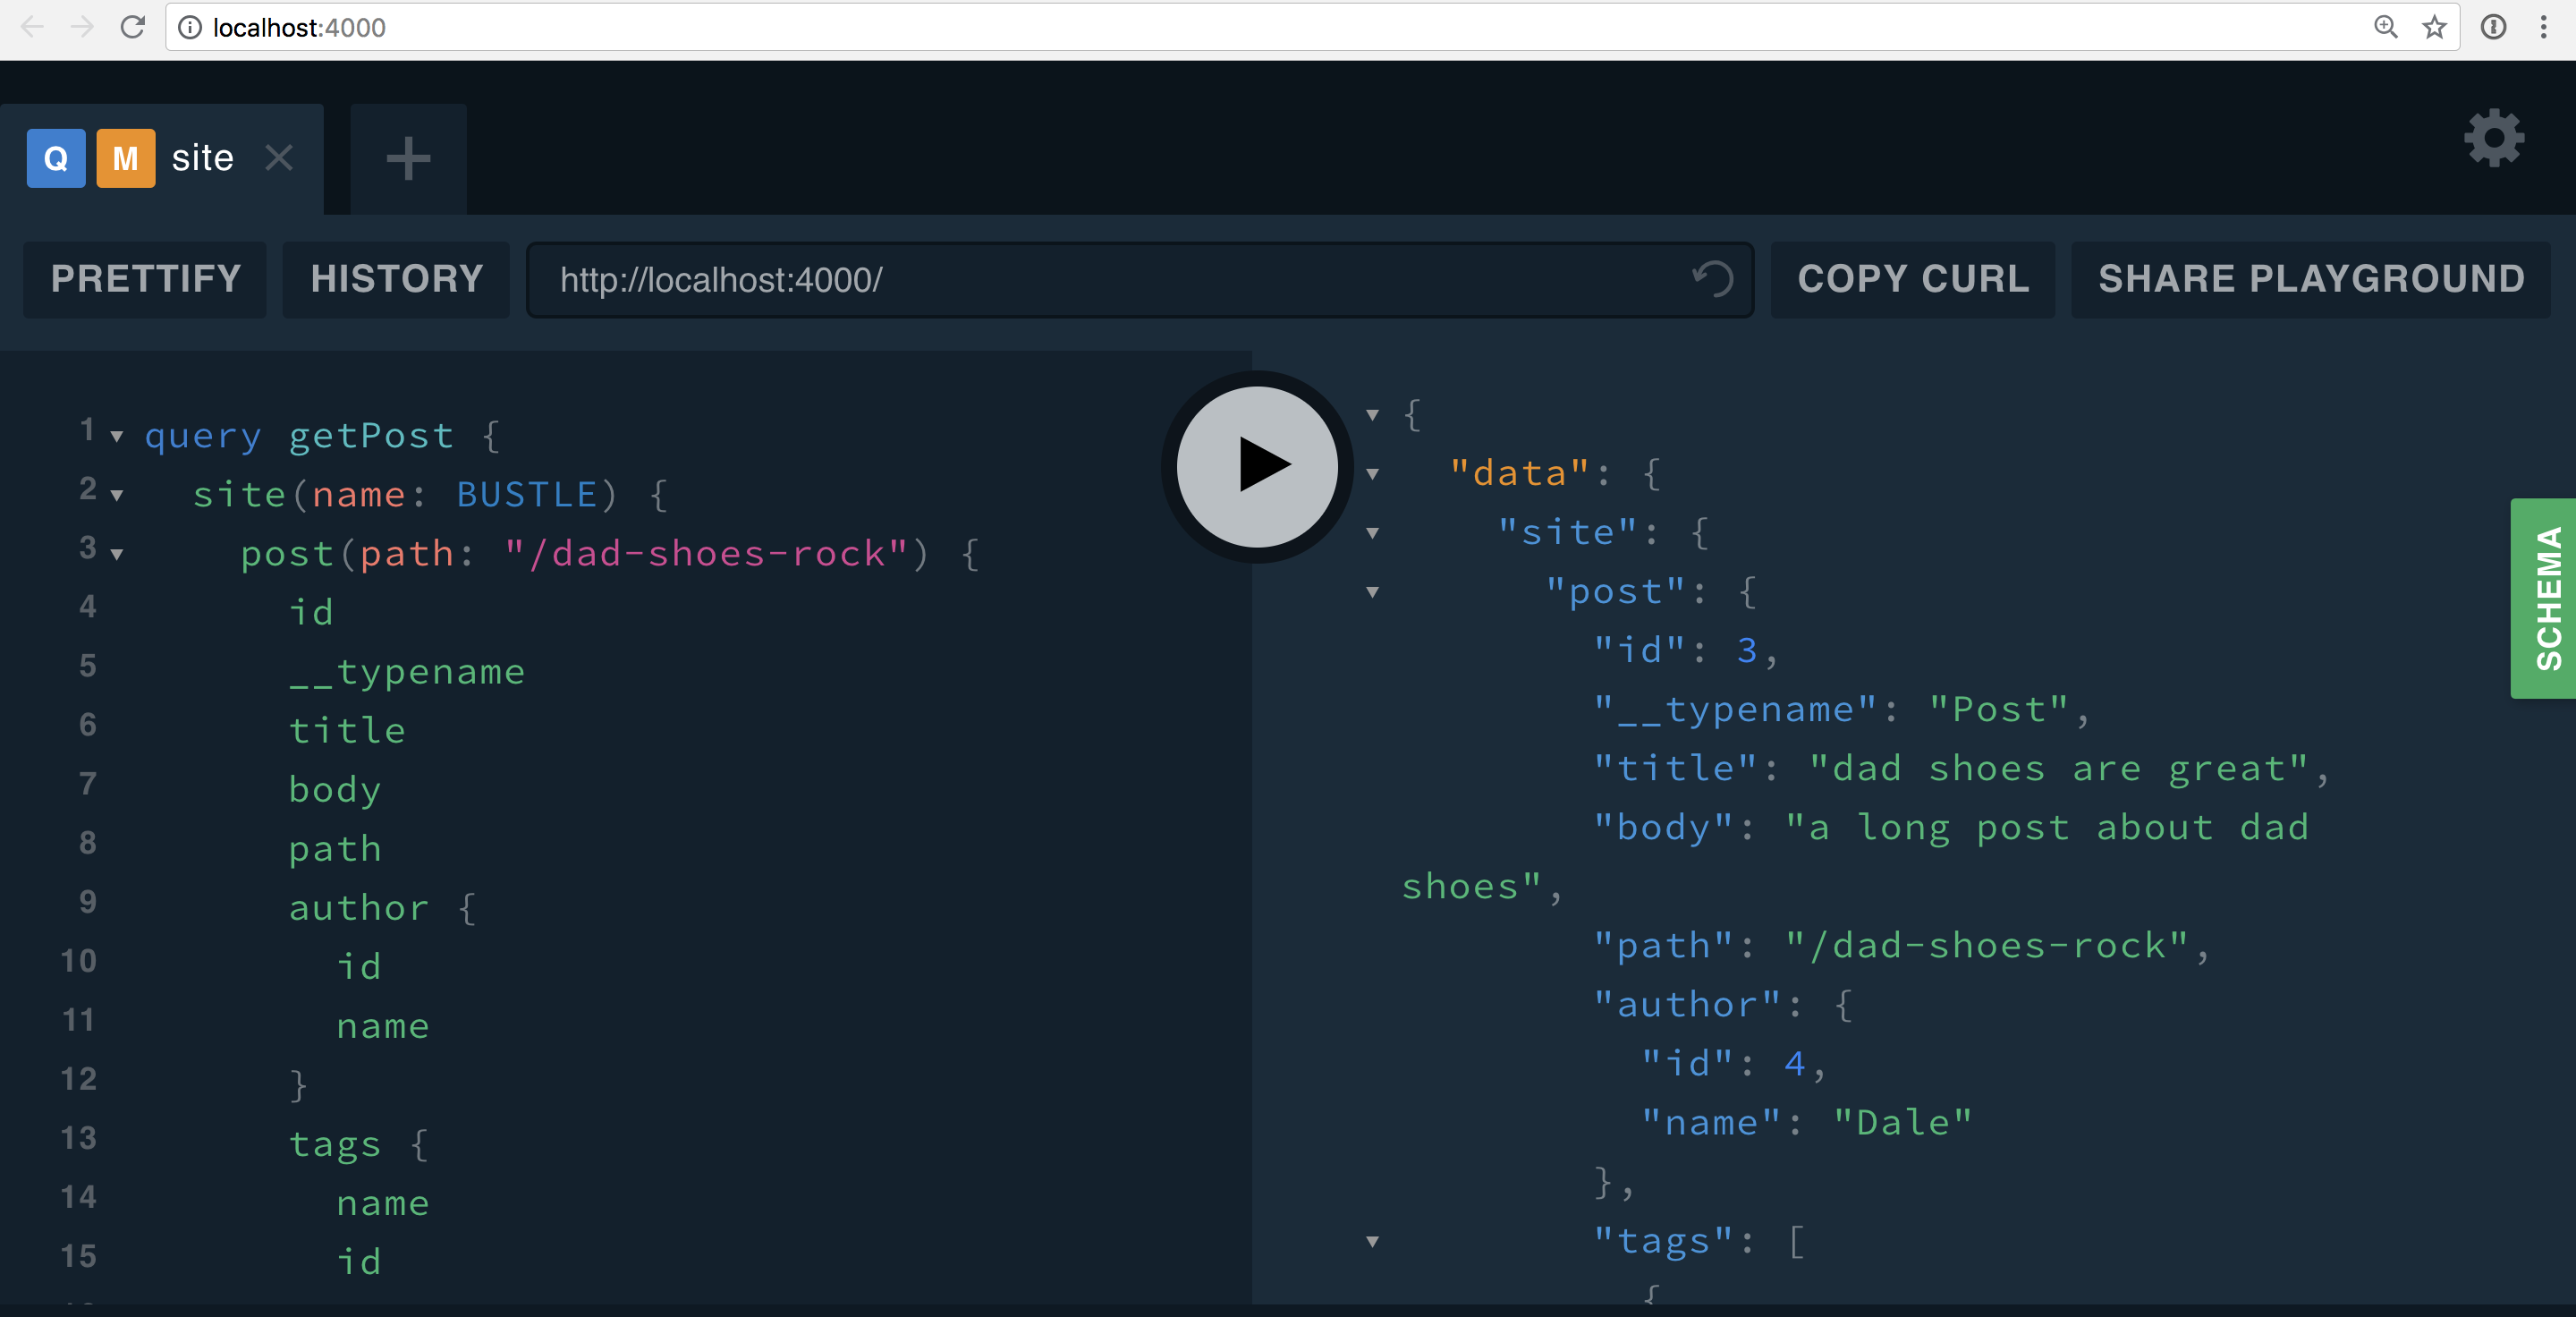 localhost:4000
Q M site
PRETTIFY HISTORY http://localhost:4000/ COPY CURL SHARE PLAYGROUND
1 query getPost {
2 site(name: BUSTLE) {
3 post(path: "/dad-shoes-rock") {
4 id
5 __typename
6 title
7 body
8 path
9 author {
10 id
11 name
12 }
13 tags {
14 name
15 id
{
"data": {
"site": {
"post": {
"id": 3,
"__typename": "Post",
"title": "dad shoes are great",
"body": "a long post about dad
shoes",
"path": "/dad-shoes-rock",
"author": {
"id": 4,
"name": "Dale"
},
"tags": [
{
SCHEMA